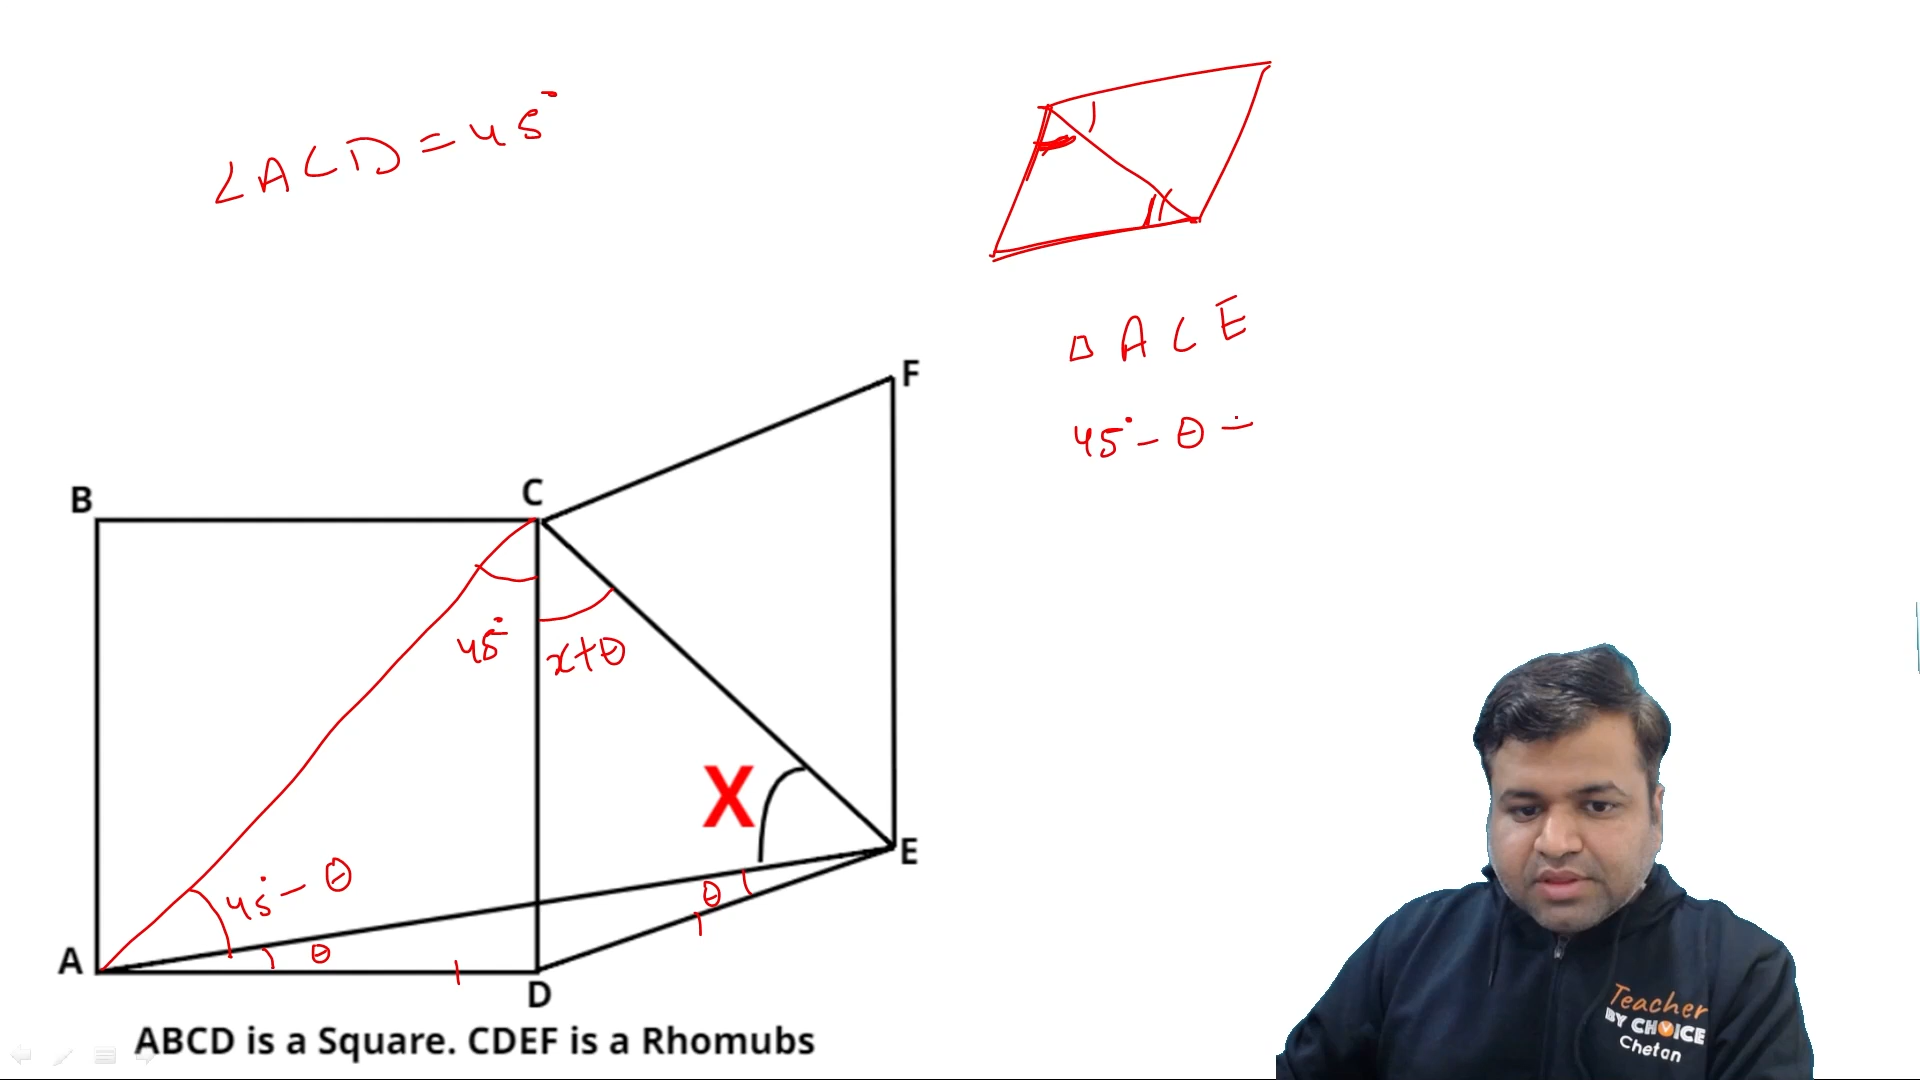 ∠ACD = 45°
△ACE
45° - θ =
F
B
C
45°
x+θ
X
E
45° - θ
θ
θ
A
D
ABCD is a Square. CDEF is a Rhomubs
Teacher
BY CHOICE
Chetan